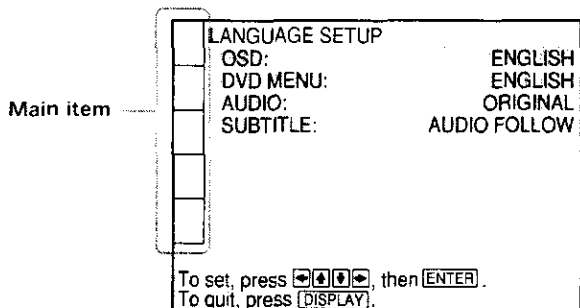 LANGUAGE SETUP
OSD: ENGLISH
DVD MENU: ENGLISH
AUDIO: ORIGINAL
SUBTITLE: AUDIO FOLLOW
Main item
To set, press ←↑↓→, then ENTER.
To quit, press DISPLAY.